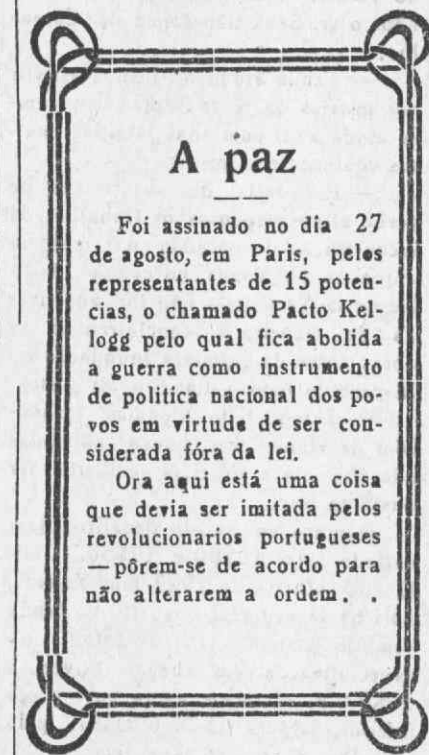 A paz
Foi assinado no dia 27
de agosto, em Paris, pelos
representantes de 15 poten-
cias, o chamado Pacto Kel-
logg pelo qual fica abolida
a guerra como instrumento
de politica nacional dos po-
vos em virtude de ser con-
siderada fóra da lei.
Ora aqui está uma coisa
que devia ser imitada pelos
revolucionarios portugueses
—pôrem-se de acordo para
não alterarem a ordem. .